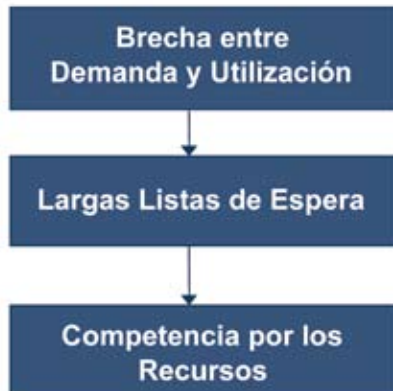 Brecha entre
Demanda y Utilización
Largas Listas de Espera
Competencia por los
Recursos